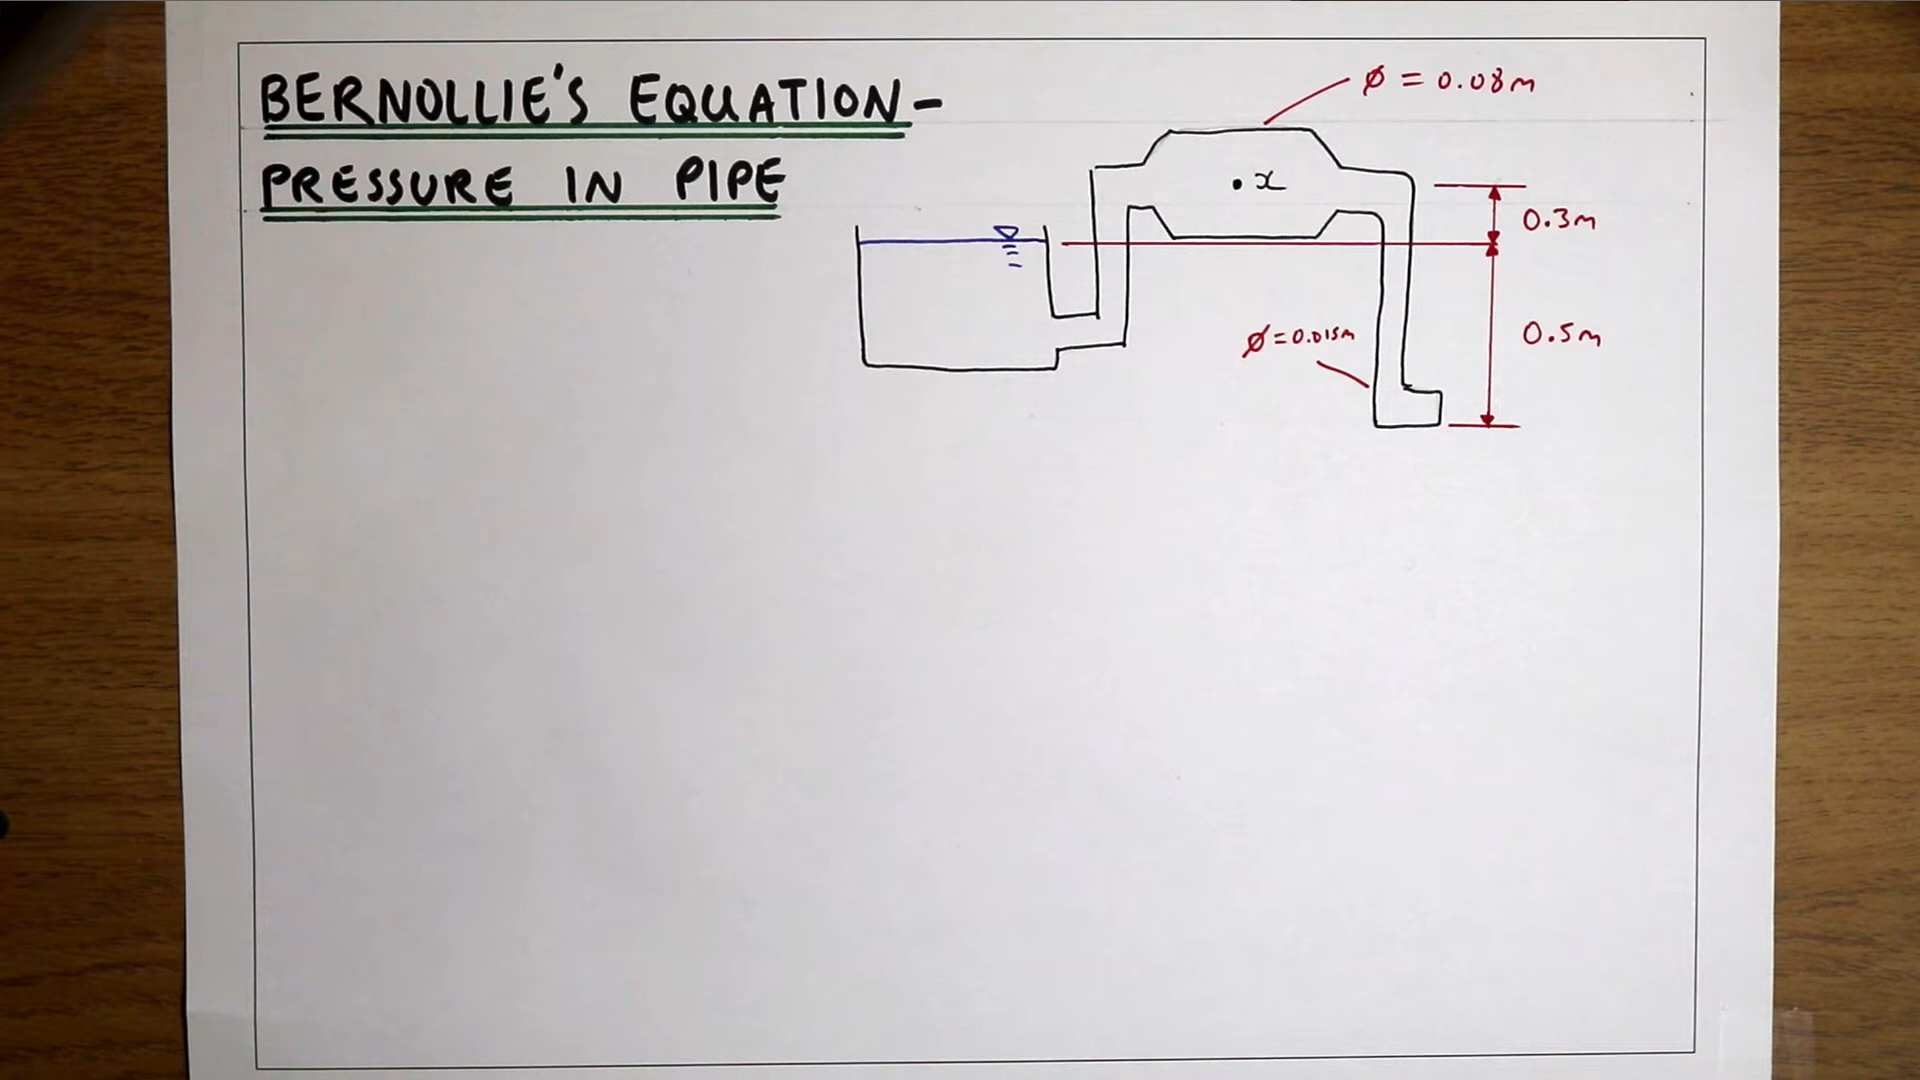 BERNOLLIE'S EQUATION-
PRESSURE IN PIPE
ø = 0.08m
x
0.3m
ø=0.015m
0.5m